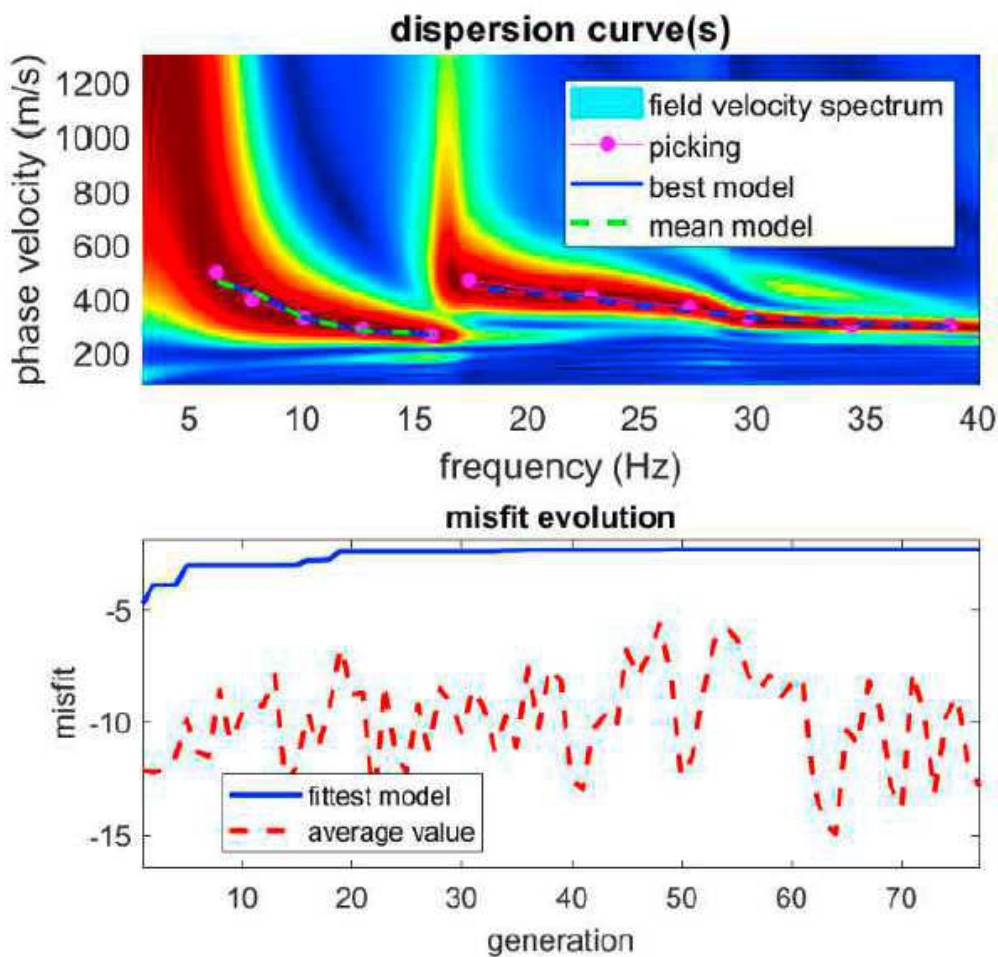 dispersion curve(s)
phase velocity (m/s)
1200
1000
800
600
400
200
field velocity spectrum
picking
best model
mean model
5 10 15 20 25 30 35 40
frequency (Hz)
misfit evolution
misfit
-5
-10
-15
fittest model
average value
10 20 30 40 50 60 70
generation